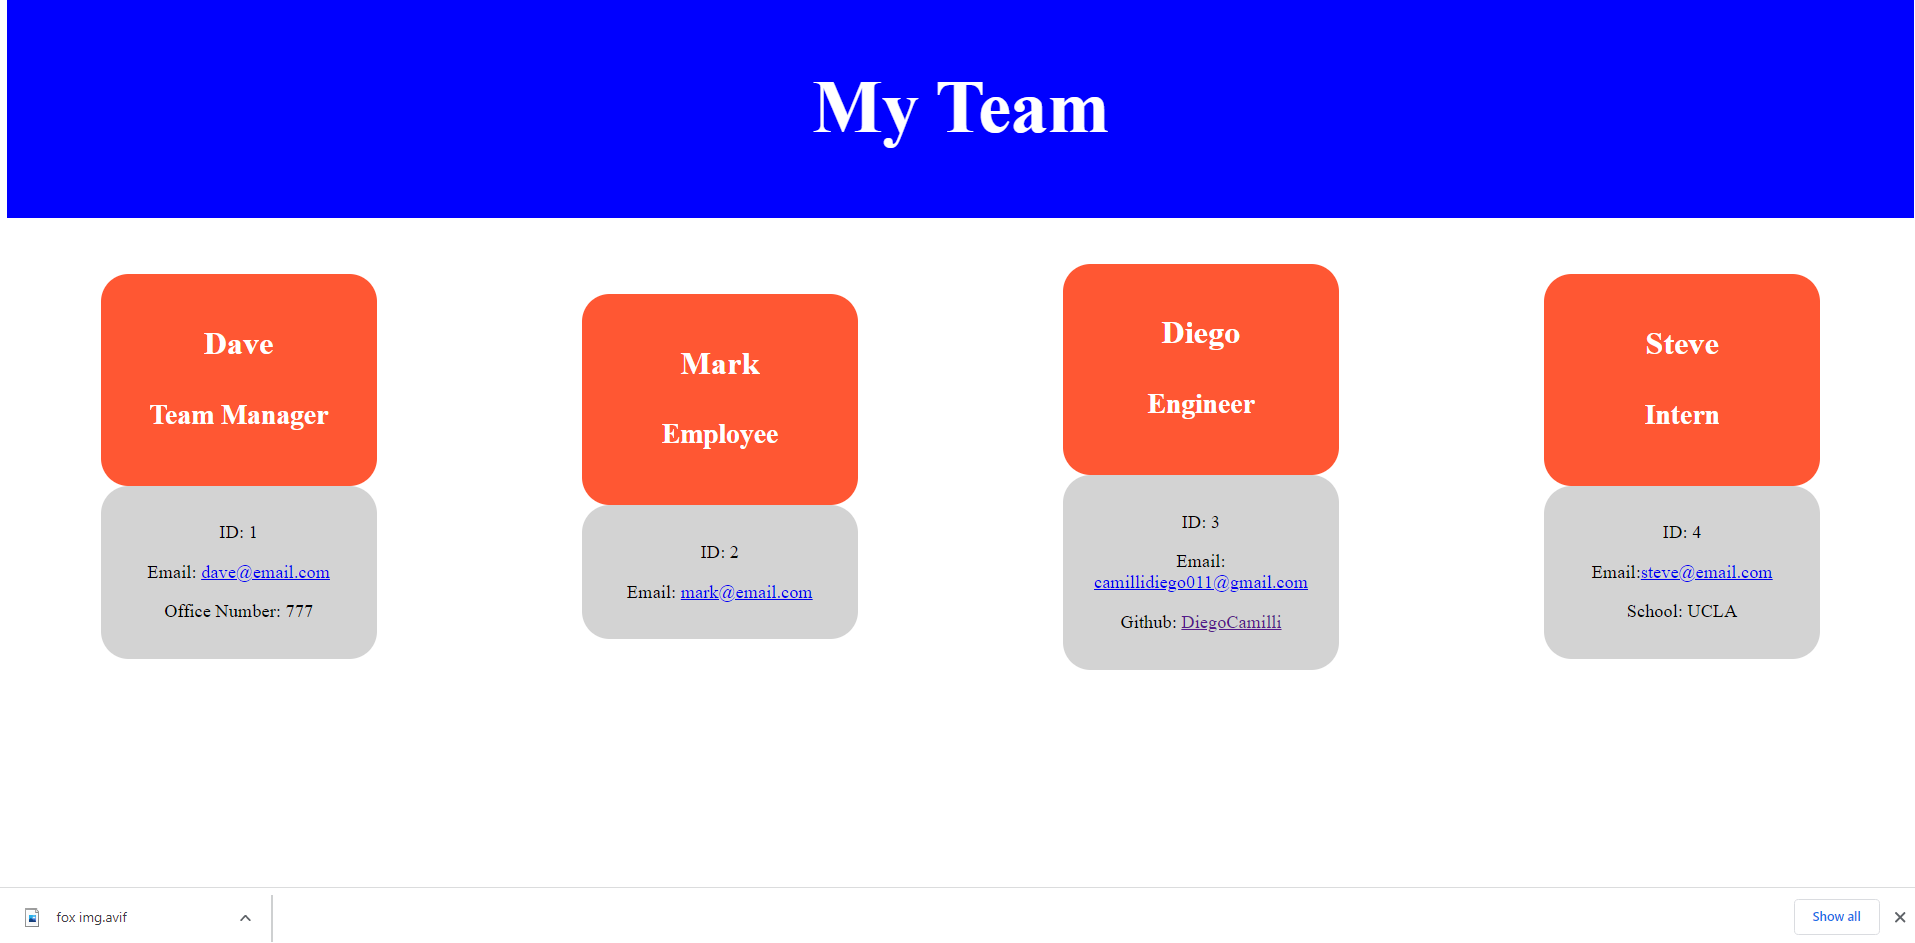 My Team
Dave
Team Manager
ID: 1
Email: dave@email.com
Office Number: 777
Mark
Employee
ID: 2
Email: mark@email.com
Diego
Engineer
ID: 3
Email:
camillidiego011@gmail.com
Github: DiegoCamilli
Steve
Intern
ID: 4
Email:steve@email.com
School: UCLA
fox img.avif
Show all